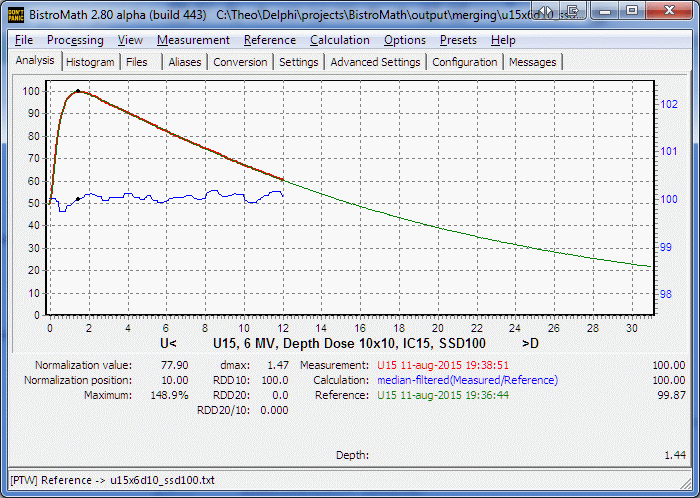 DON'T PANIC BistroMath 2.80 alpha (build 443) C:\Theo\Delphi\projects\BistroMath\output\merging\u15x6d10_ssd
File Processing View Measurement Reference Calculation Options Presets Help
Analysis Histogram Files Aliases Conversion Settings Advanced Settings Configuration Messages
100
90
80
70
60
50
40
30
20
10
0
102
101
100
99
98
0 2 4 6 8 10 12 14 16 18 20 22 24 26 28 30
U< U15, 6 MV, Depth Dose 10x10, IC15, SSD100 >D
Normalization value: 77.90 dmax: 1.47 Measurement: U15 11-aug-2015 19:38:51 100.00
Normalization position: 10.00 RDD10: 100.0 Calculation: median-filtered(Measured/Reference) 100.00
Maximum: 148.9% RDD20: 0.0 Reference: U15 11-aug-2015 19:36:44 99.87
RDD20/10: 0.000
Depth: 1.44
[PTW] Reference -> u15x6d10_ssd100.txt